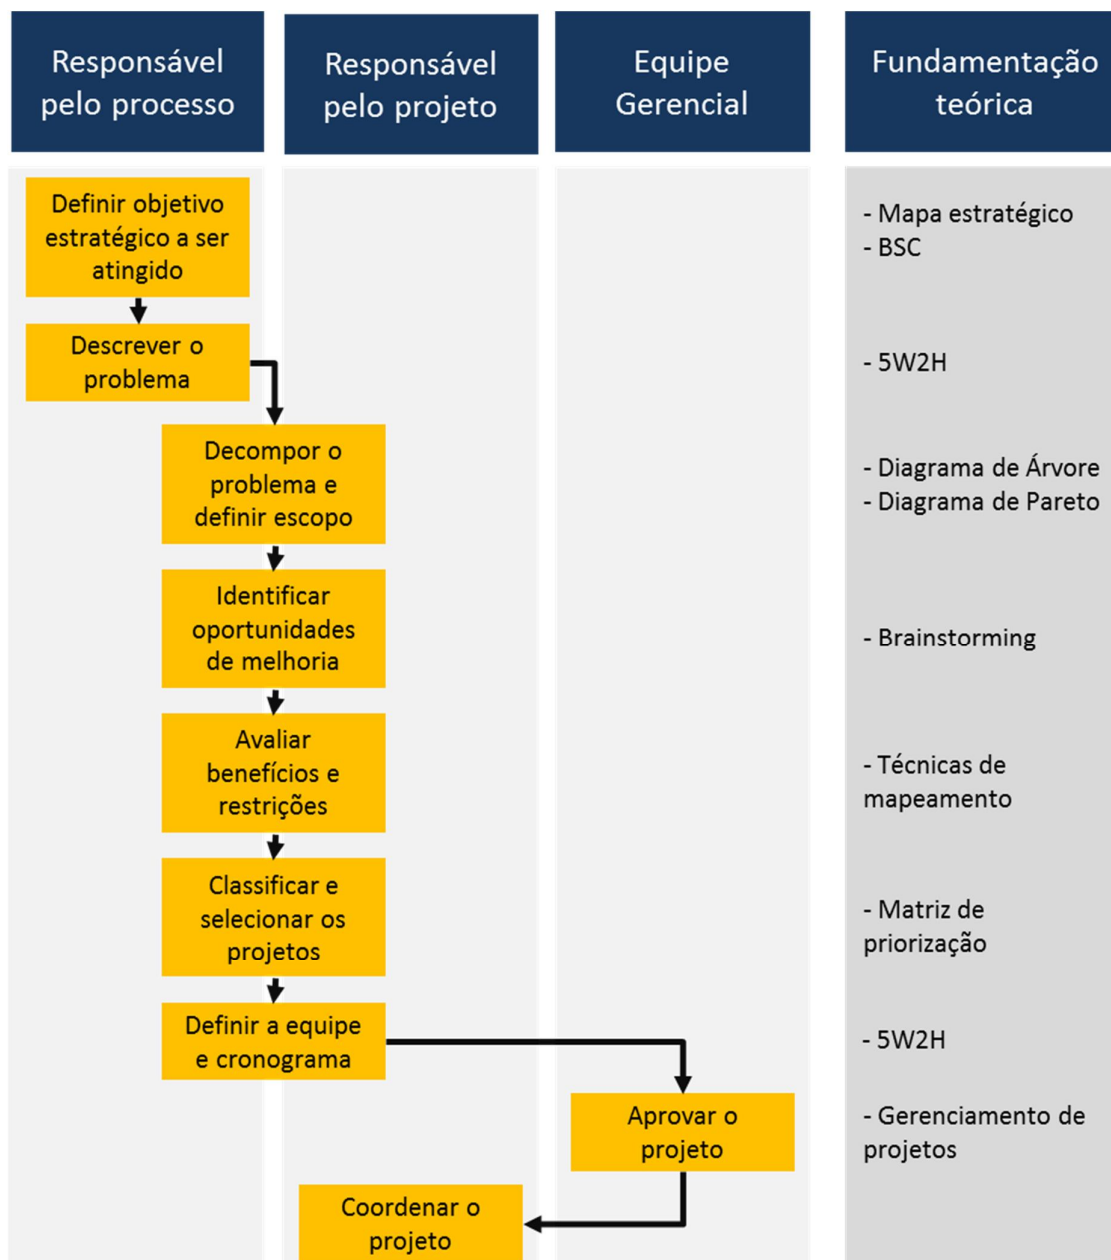 Responsável
pelo processo
Responsável
pelo projeto
Equipe
Gerencial
Fundamentação
teórica
Definir objetivo
estratégico a ser
atingido
- Mapa estratégico
- BSC
Descrever o
problema
- 5W2H
Decompor o
problema e
definir escopo
- Diagrama de Árvore
- Diagrama de Pareto
Identificar
oportunidades
de melhoria
- Brainstorming
Avaliar
benefícios e
restrições
- Técnicas de
mapeamento
Classificar e
selecionar os
projetos
- Matriz de
priorização
Definir a equipe
e cronograma
- 5W2H
Aprovar o
projeto
- Gerenciamento de
projetos
Coordenar o
projeto